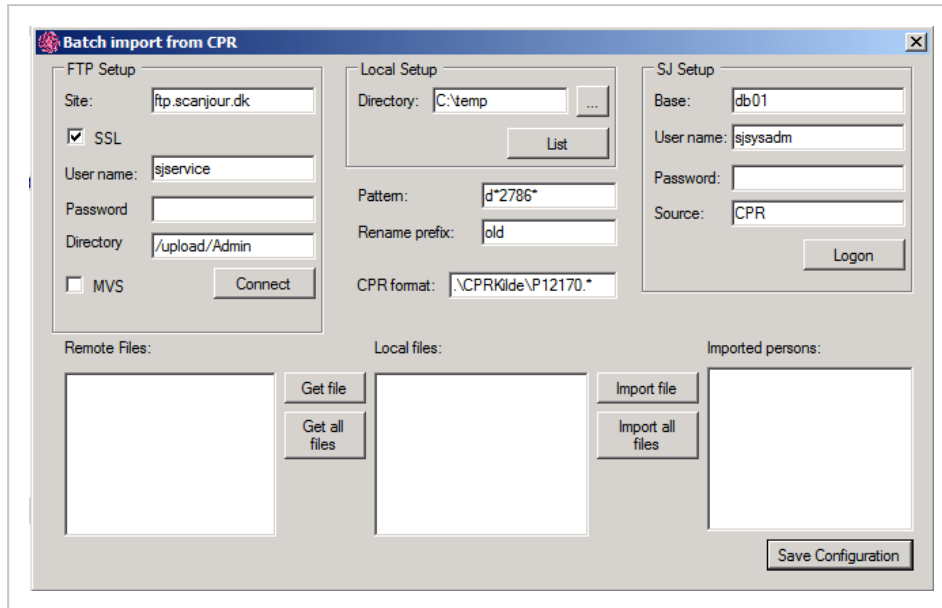 Batch import from CPR
FTP Setup
Site: ftp.scanjour.dk
SSL
User name: sjservice
Password
Directory /upload/Admin
MVS Connect
Local Setup
Directory: C:\temp ...
List
Pattern: d*2786*
Rename prefix: old
CPR format: .\CPRKilde\P12170.*
SJ Setup
Base: db01
User name: sjsysadm
Password:
Source: CPR
Logon
Remote Files:
Get file
Get all
files
Local files:
Import file
Import all
files
Imported persons:
Save Configuration